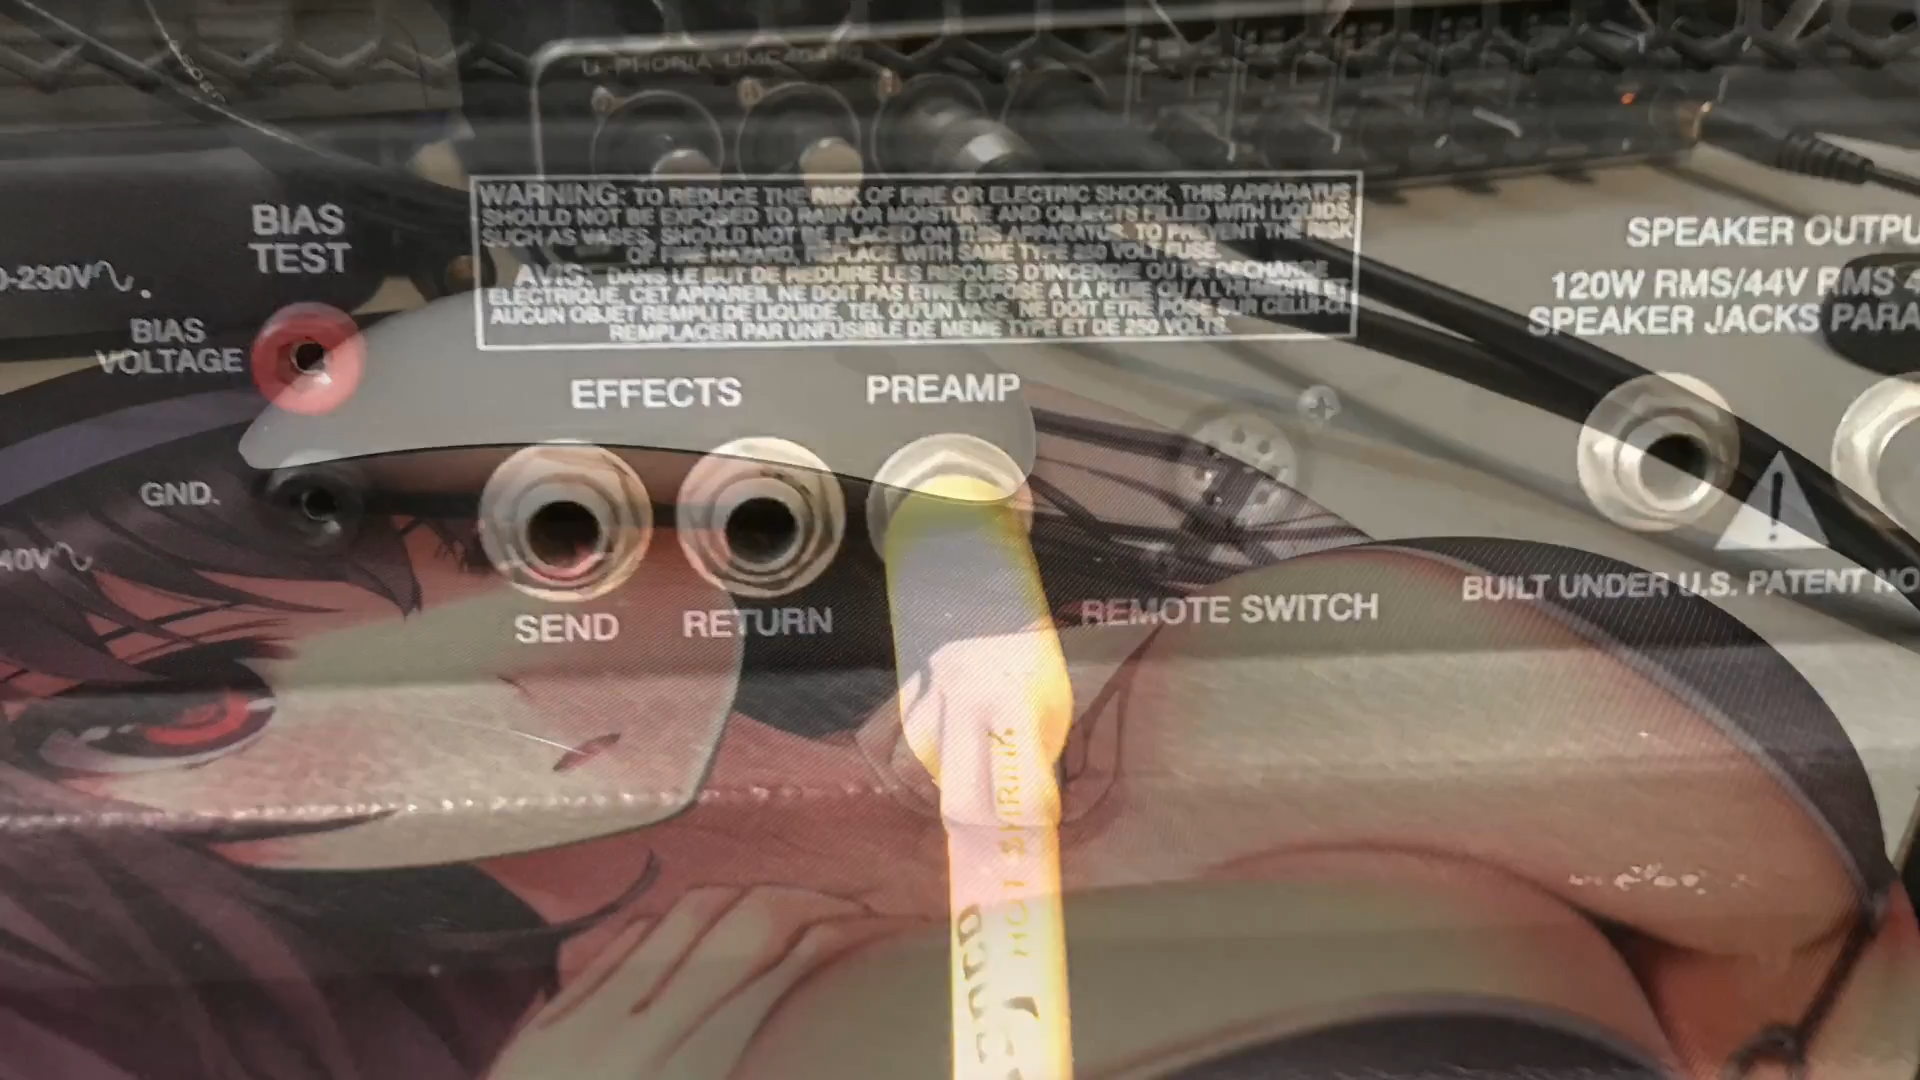 U-PHORIA UMC404HD
WARNING: TO REDUCE THE RISK OF FIRE OR ELECTRIC SHOCK, THIS APPARATUS
SHOULD NOT BE EXPOSED TO RAIN OR MOISTURE AND OBJECTS FILLED WITH LIQUIDS,
SUCH AS VASES, SHOULD NOT BE PLACED ON THIS APPARATUS. TO PREVENT THE RISK
OF FIRE HAZARD, REPLACE WITH SAME TYPE 250 VOLT FUSE.
AVIS: DANS LE BUT DE REDUIRE LES RISQUES D'INCENDIE OU DE DECHARGE
ELECTRIQUE, CET APPAREIL NE DOIT PAS ETRE EXPOSE A LA PLUIE OU A L'HUMIDITE ET
AUCUN OBJET REMPLI DE LIQUIDE, TEL QU'UN VASE, NE DOIT ETRE POSE SUR CELUI-CI.
REMPLACER PAR UN FUSIBLE DE MEME TYPE ET DE 250 VOLTS.
BIAS
TEST
0-230V
BIAS
VOLTAGE
GND.
40V
EFFECTS
PREAMP
SEND
RETURN
REMOTE SWITCH
SPEAKER OUTPU
120W RMS/44V RMS 4
SPEAKER JACKS PARA
BUILT UNDER U.S. PATENT NO
HOT SHRINK